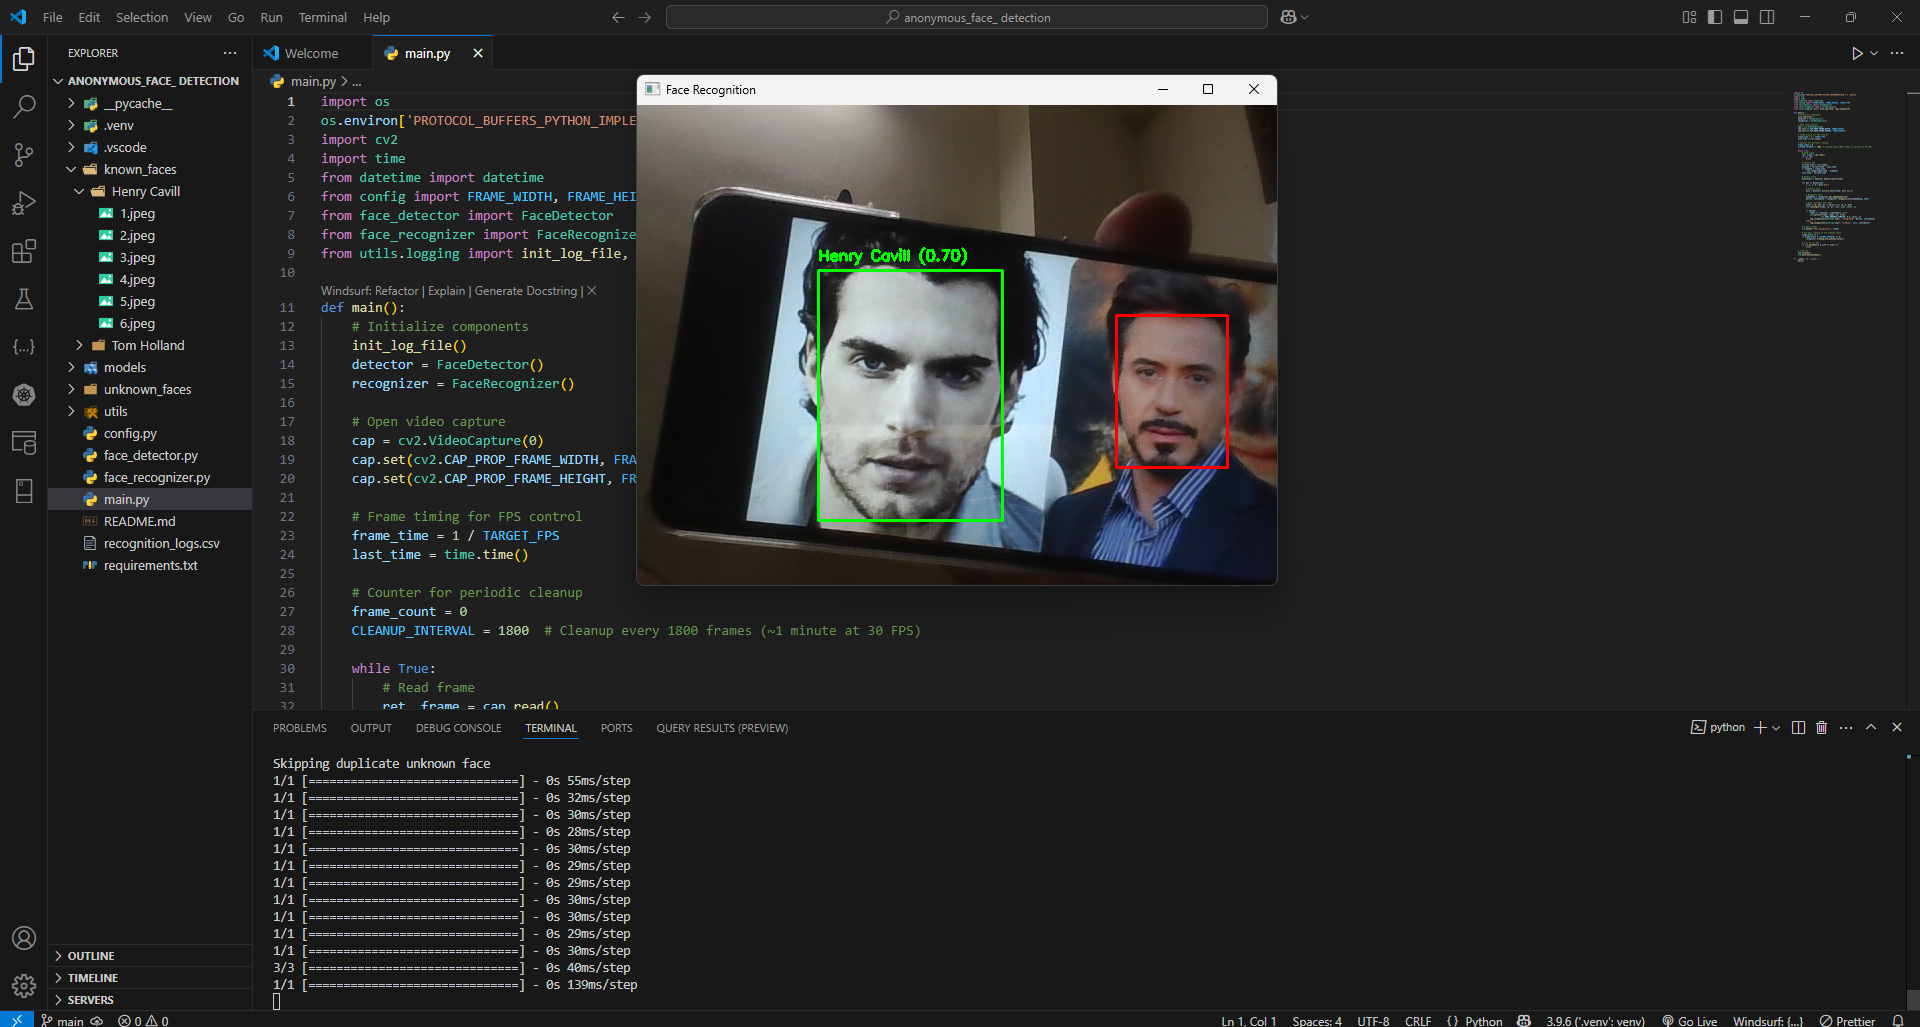 File Edit Selection View Go Run Terminal Help
anonymous_face_ detection
EXPLORER
ANONYMOUS_FACE_ DETECTION
__pycache__
.venv
.vscode
known_faces
Henry Cavill
1.jpeg
2.jpeg
3.jpeg
4.jpeg
5.jpeg
6.jpeg
Tom Holland
models
unknown_faces
utils
config.py
face_detector.py
face_recognizer.py
main.py
README.md
recognition_logs.csv
requirements.txt
OUTLINE
TIMELINE
SERVERS
Welcome
main.py
main.py > ...
1 import os
2 os.environ['PROTOCOL_BUFFERS_PYTHON_IMPLE
3 import cv2
4 import time
5 from datetime import datetime
6 from config import FRAME_WIDTH, FRAME_HEI
7 from face_detector import FaceDetector
8 from face_recognizer import FaceRecognize
9 from utils.logging import init_log_file,
10
Windsurf: Refactor | Explain | Generate Docstring | X
11 def main():
12 # Initialize components
13 init_log_file()
14 detector = FaceDetector()
15 recognizer = FaceRecognizer()
16
17 # Open video capture
18 cap = cv2.VideoCapture(0)
19 cap.set(cv2.CAP_PROP_FRAME_WIDTH, FRA
20 cap.set(cv2.CAP_PROP_FRAME_HEIGHT, FR
21
22 # Frame timing for FPS control
23 frame_time = 1 / TARGET_FPS
24 last_time = time.time()
25
26 # Counter for periodic cleanup
27 frame_count = 0
28 CLEANUP_INTERVAL = 1800 # Cleanup every 1800 frames (~1 minute at 30 FPS)
29
30 while True:
31 # Read frame
32 ret, frame = cap.read()
Face Recognition
Henry Cavill (0.70)
PROBLEMS OUTPUT DEBUG CONSOLE TERMINAL PORTS QUERY RESULTS (PREVIEW)
python
Skipping duplicate unknown face
1/1 [==============================] - 0s 55ms/step
1/1 [==============================] - 0s 32ms/step
1/1 [==============================] - 0s 30ms/step
1/1 [==============================] - 0s 28ms/step
1/1 [==============================] - 0s 30ms/step
1/1 [==============================] - 0s 29ms/step
1/1 [==============================] - 0s 29ms/step
1/1 [==============================] - 0s 30ms/step
1/1 [==============================] - 0s 30ms/step
1/1 [==============================] - 0s 29ms/step
1/1 [==============================] - 0s 30ms/step
3/3 [==============================] - 0s 40ms/step
1/1 [==============================] - 0s 139ms/step
main 0 0 Ln 1, Col 1 Spaces: 4 UTF-8 CRLF {} Python 3.9.6 ('.venv': venv) Go Live Windsurf: {...} Prettier